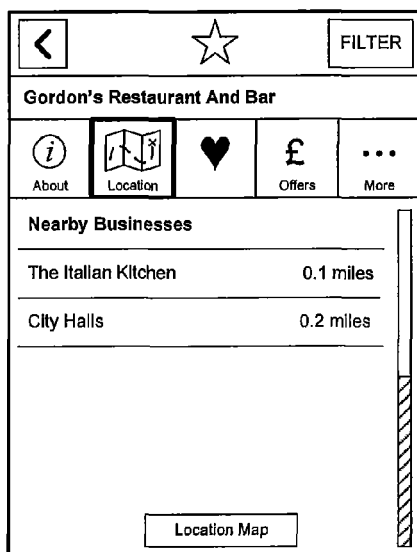 FILTER
Gordon's Restaurant And Bar
i
About Location £ Offers ... More
Nearby Businesses
The Italian Kitchen 0.1 miles
City Halls 0.2 miles
Location Map